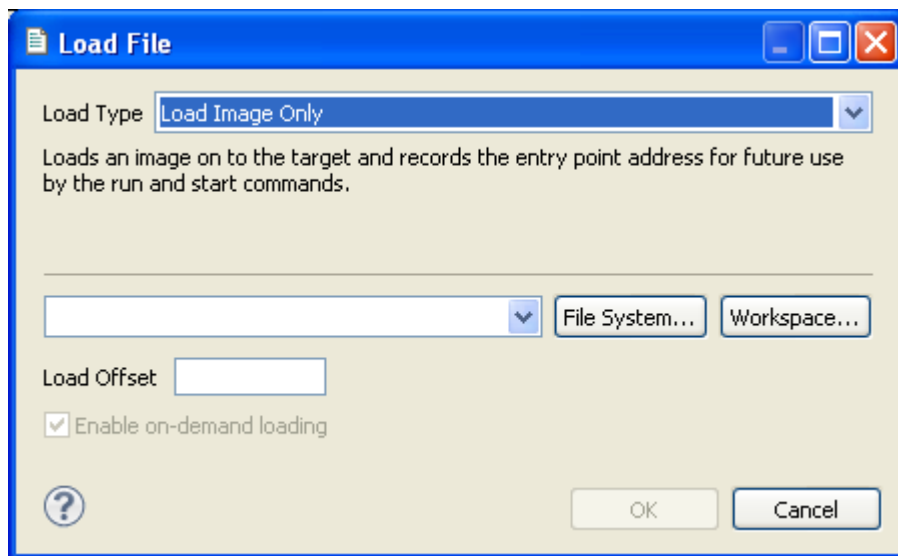 Load File
Load Type Load Image Only
Loads an image on to the target and records the entry point address for future use
by the run and start commands.
File System... Workspace...
Load Offset
Enable on-demand loading
? OK Cancel